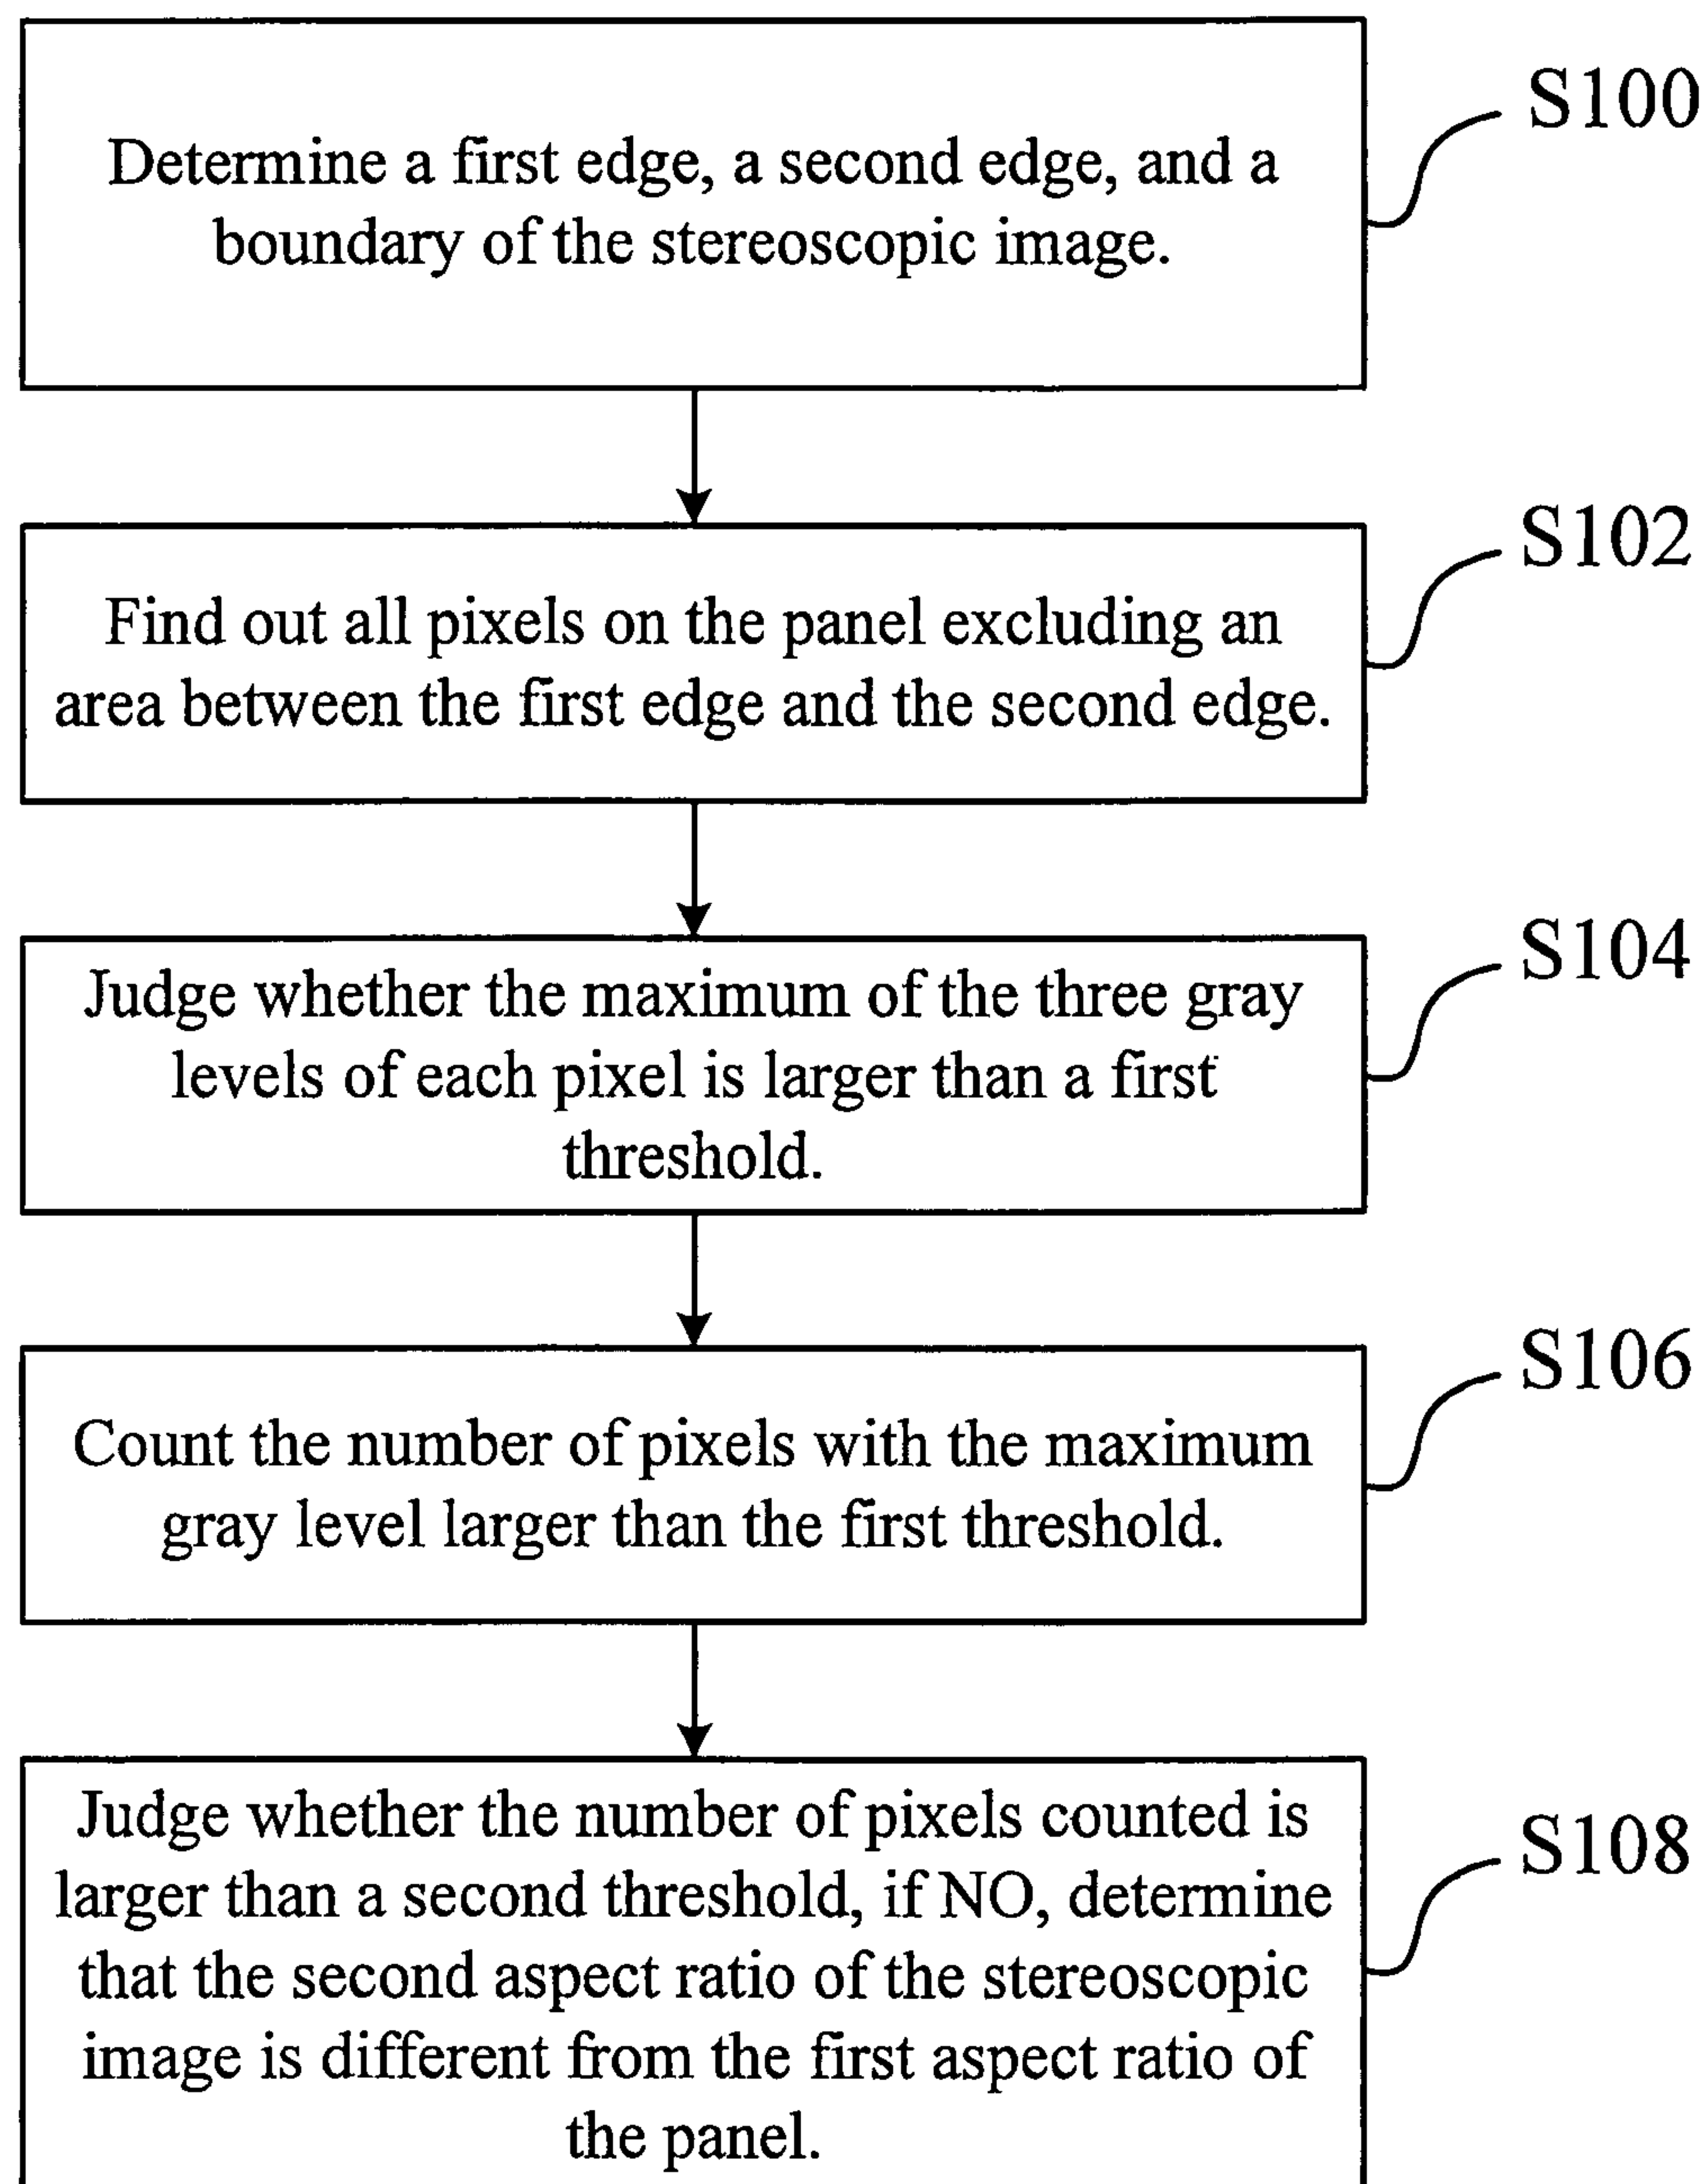 S100
Determine a first edge, a second edge, and a
boundary of the stereoscopic image.
S102
Find out all pixels on the panel excluding an
area between the first edge and the second edge.
S104
Judge whether the maximum of the three gray
levels of each pixel is larger than a first
threshold.
S106
Count the number of pixels with the maximum
gray level larger than the first threshold.
S108
Judge whether the number of pixels counted is
larger than a second threshold, if NO, determine
that the second aspect ratio of the stereoscopic
image is different from the first aspect ratio of
the panel.